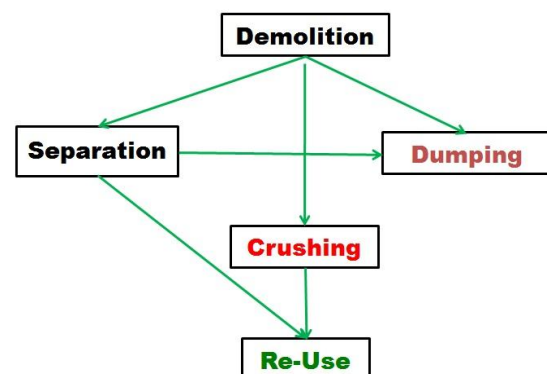 Demolition
Separation
Dumping
Crushing
Re-Use